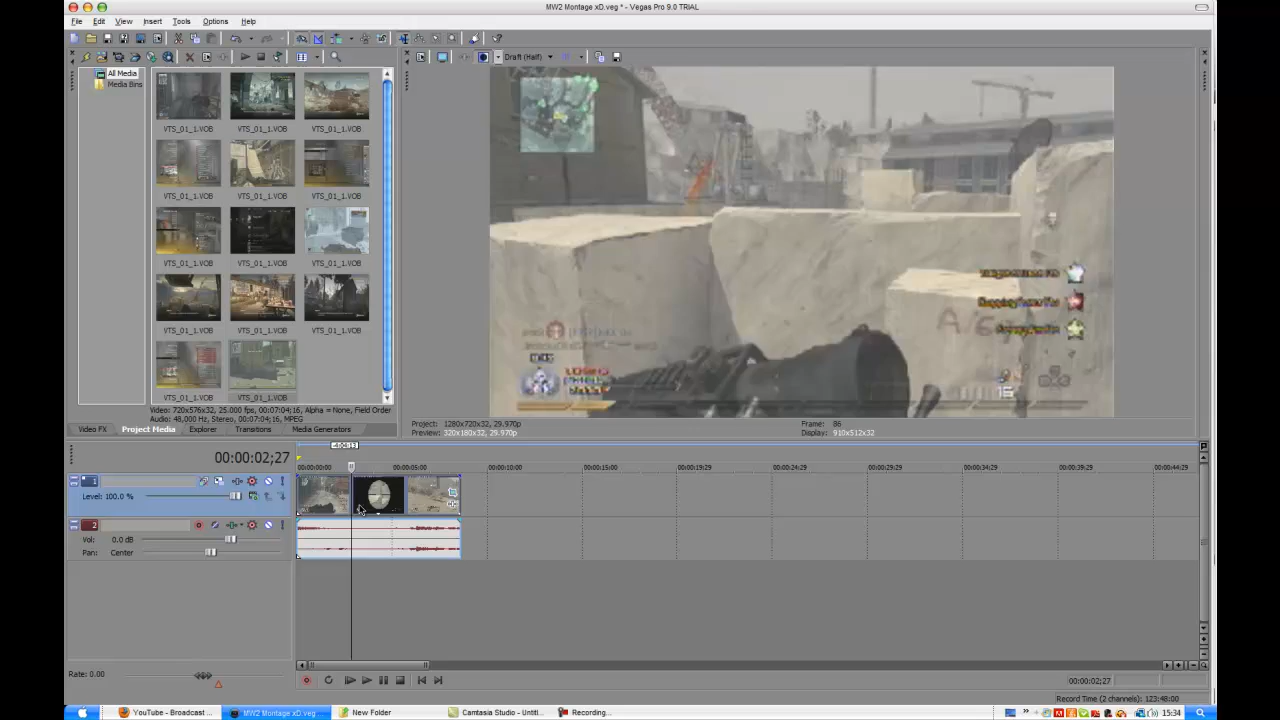 MW2 Montage xD.veg * - Vegas Pro 9.0 TRIAL
File Edit View Insert Tools Options Help
Draft (Half)
All Media
Media Bins
VTS_01_1.VOB VTS_01_1.VOB VTS_01_1.VOB
VTS_01_1.VOB VTS_01_1.VOB VTS_01_1.VOB
VTS_01_1.VOB VTS_01_1.VOB VTS_01_1.VOB
VTS_01_1.VOB VTS_01_1.VOB VTS_01_1.VOB
VTS_01_1.VOB VTS_01_1.VOB
Video: 720x576x32, 25.000 fps, 00:07:04;16, Alpha = None, Field Order
Audio: 48,000 Hz, Stereo, 00:07:04;16, MPEG
Video FX Project Media Explorer Transitions Media Generators
A/6
15
Project: 1280x720x32, 29.970p
Preview: 320x180x32, 29.970p
Frame: 86
Display: 910x512x32
-4:04;13
00:00:02;27
00:00:00;00 00:00:05;00 00:00:10;00 00:00:15;00 00:00:19;29 00:00:24;29 00:00:29;29 00:00:34;29 00:00:39;29 00:00:44;29
1
Level: 100.0 %
2
Vol: 0.0 dB
Pan: Center
Rate: 0.00
00:00:02;27
Record Time (2 channels): 123:48:00
YouTube - Broadcast ...
MW2 Montage xD.veg ...
New Folder
Camtasia Studio - Untitl...
Recording...
15:34